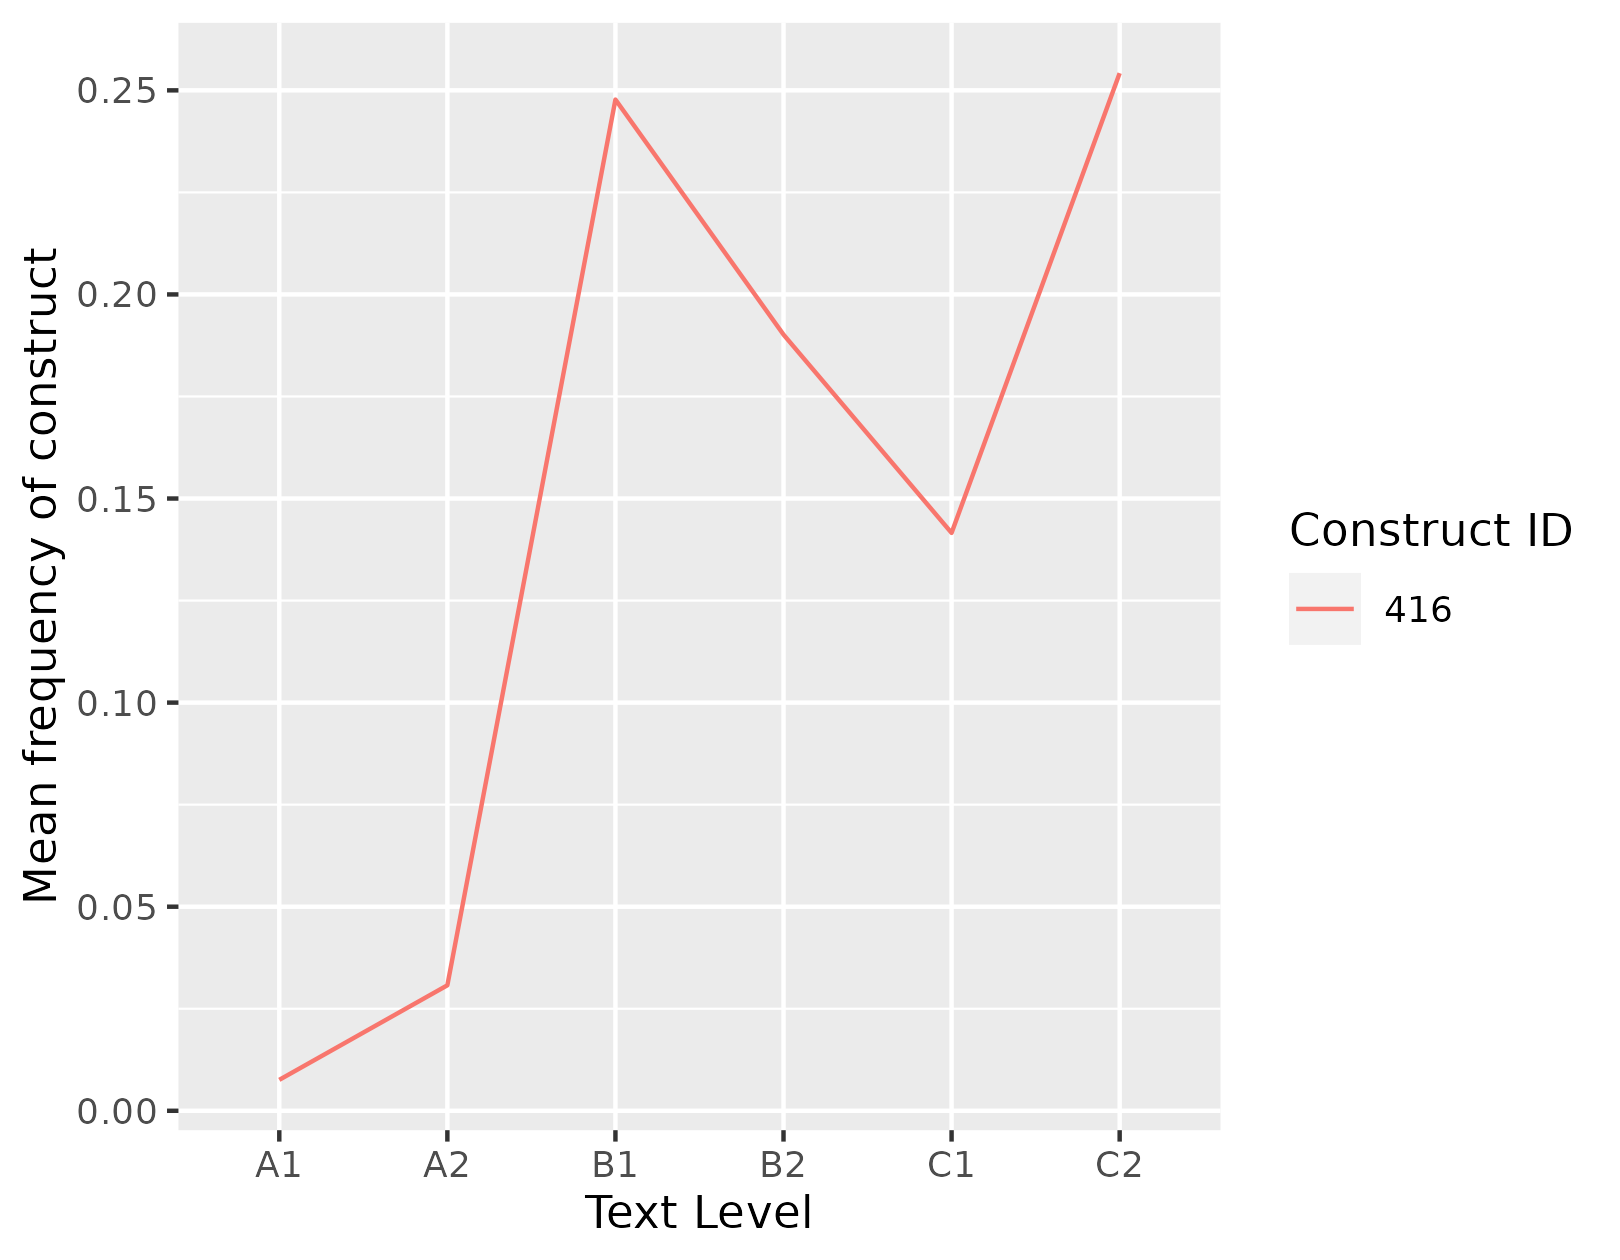 Mean frequency of construct
0.25
0.20
0.15
0.10
0.05
0.00
A1 A2 B1 B2 C1 C2
Text Level
Construct ID
416